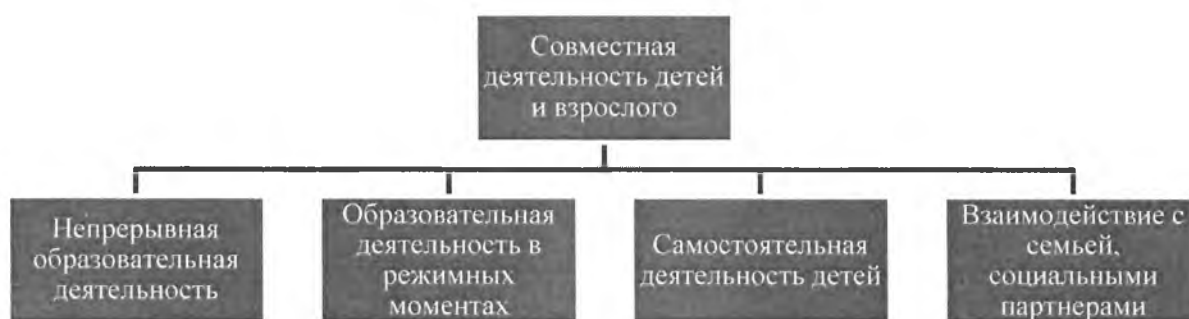 Совместная
деятельность детей
и взрослого
Непрерывная
образовательная
деятельность
Образовательная
деятельность в
режимных
моментах
Самостоятельная
деятельность детей
Взаимодействие с
семьей,
социальными
партнерами